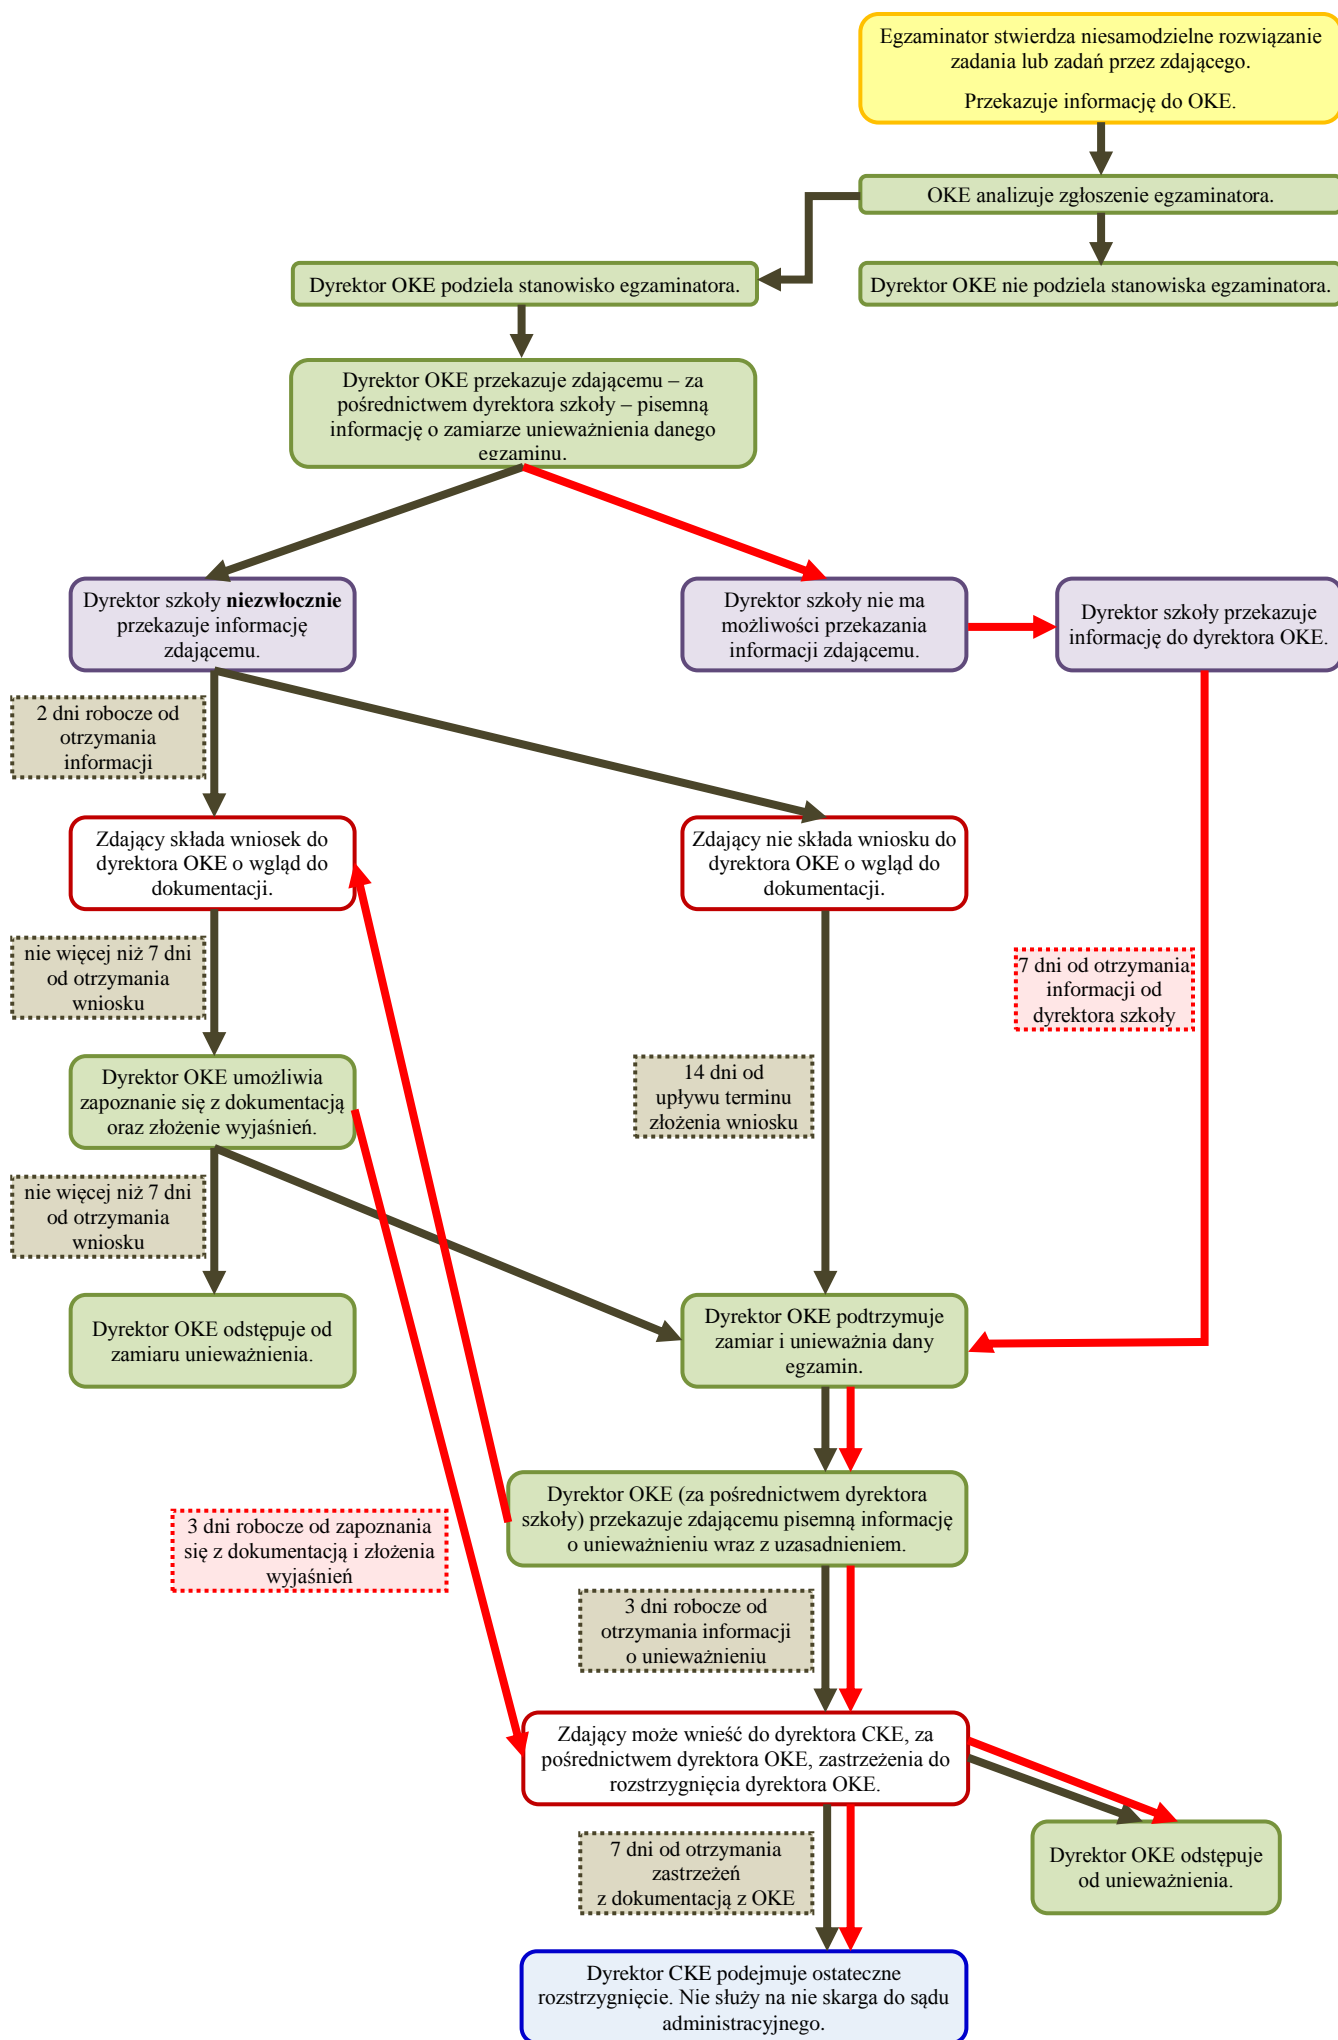 Egzaminator stwierdza niesamodzielne rozwiązanie
zadania lub zadań przez zdającego.
Przekazuje informację do OKE.
OKE analizuje zgłoszenie egzaminatora.
Dyrektor OKE podziela stanowisko egzaminatora.
Dyrektor OKE nie podziela stanowiska egzaminatora.
Dyrektor OKE przekazuje zdającemu – za
pośrednictwem dyrektora szkoły – pisemną
informację o zamiarze unieważnienia danego
egzaminu.
Dyrektor szkoły niezwłocznie
przekazuje informację
zdającemu.
Dyrektor szkoły nie ma
możliwości przekazania
informacji zdającemu.
Dyrektor szkoły przekazuje
informację do dyrektora OKE.
2 dni robocze od
otrzymania
informacji
Zdający składa wniosek do
dyrektora OKE o wgląd do
dokumentacji.
Zdający nie składa wniosku do
dyrektora OKE o wgląd do
dokumentacji.
nie więcej niż 7 dni
od otrzymania
wniosku
7 dni od otrzymania
informacji od
dyrektora szkoły
Dyrektor OKE umożliwia
zapoznanie się z dokumentacją
oraz złożenie wyjaśnień.
14 dni od
upływu terminu
złożenia wniosku
nie więcej niż 7 dni
od otrzymania
wniosku
Dyrektor OKE odstępuje od
zamiaru unieważnienia.
Dyrektor OKE podtrzymuje
zamiar i unieważnia dany
egzamin.
Dyrektor OKE (za pośrednictwem dyrektora
szkoły) przekazuje zdającemu pisemną informację
o unieważnieniu wraz z uzasadnieniem.
3 dni robocze od zapoznania
się z dokumentacją i złożenia
wyjaśnień
3 dni robocze od
otrzymania informacji
o unieważnieniu
Zdający może wnieść do dyrektora CKE, za
pośrednictwem dyrektora OKE, zastrzeżenia do
rozstrzygnięcia dyrektora OKE.
7 dni od otrzymania
zastrzeżeń
z dokumentacją z OKE
Dyrektor OKE odstępuje
od unieważnienia.
Dyrektor CKE podejmuje ostateczne
rozstrzygnięcie. Nie służy na nie skarga do sądu
administracyjnego.